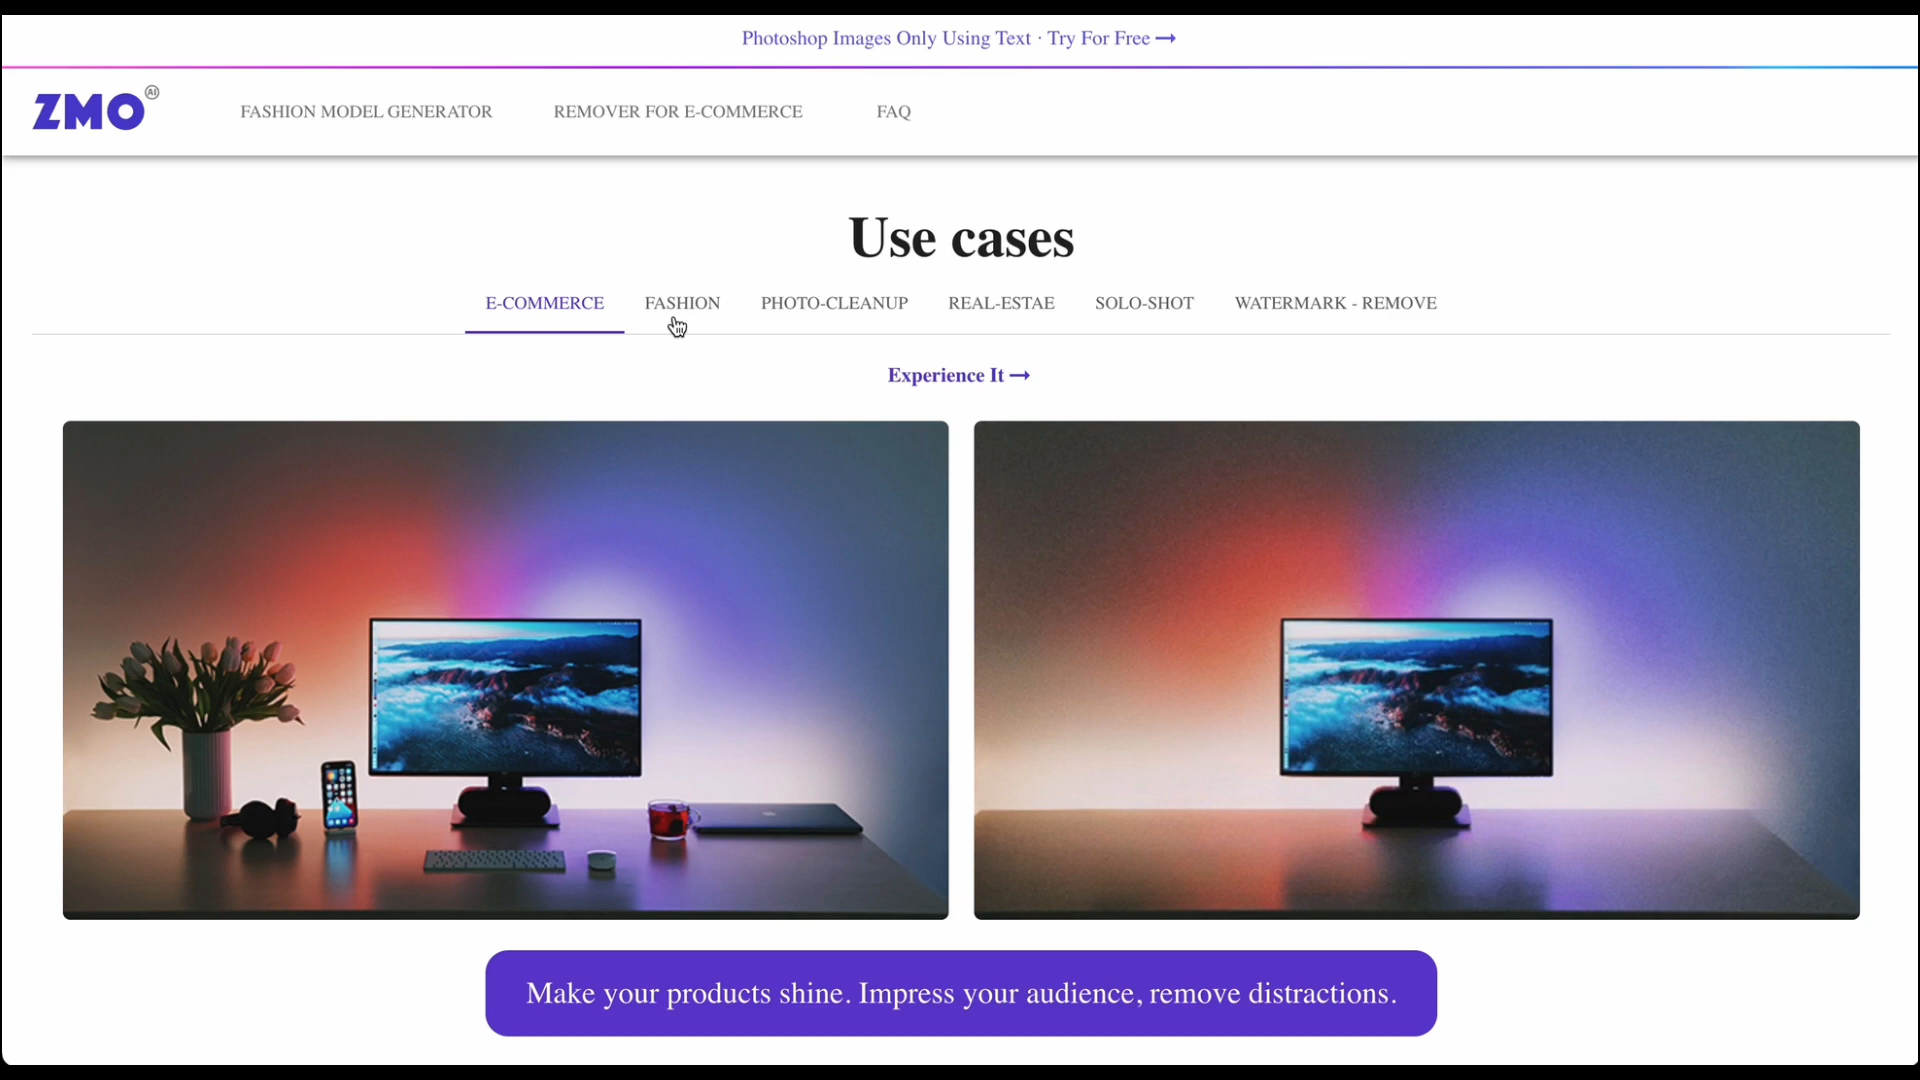 Photoshop Images Only Using Text · Try For Free →
ZMO AI
FASHION MODEL GENERATOR
REMOVER FOR E-COMMERCE
FAQ
Use cases
E-COMMERCE
FASHION
PHOTO-CLEANUP
REAL-ESTAE
SOLO-SHOT
WATERMARK - REMOVE
Experience It →
Make your products shine. Impress your audience, remove distractions.